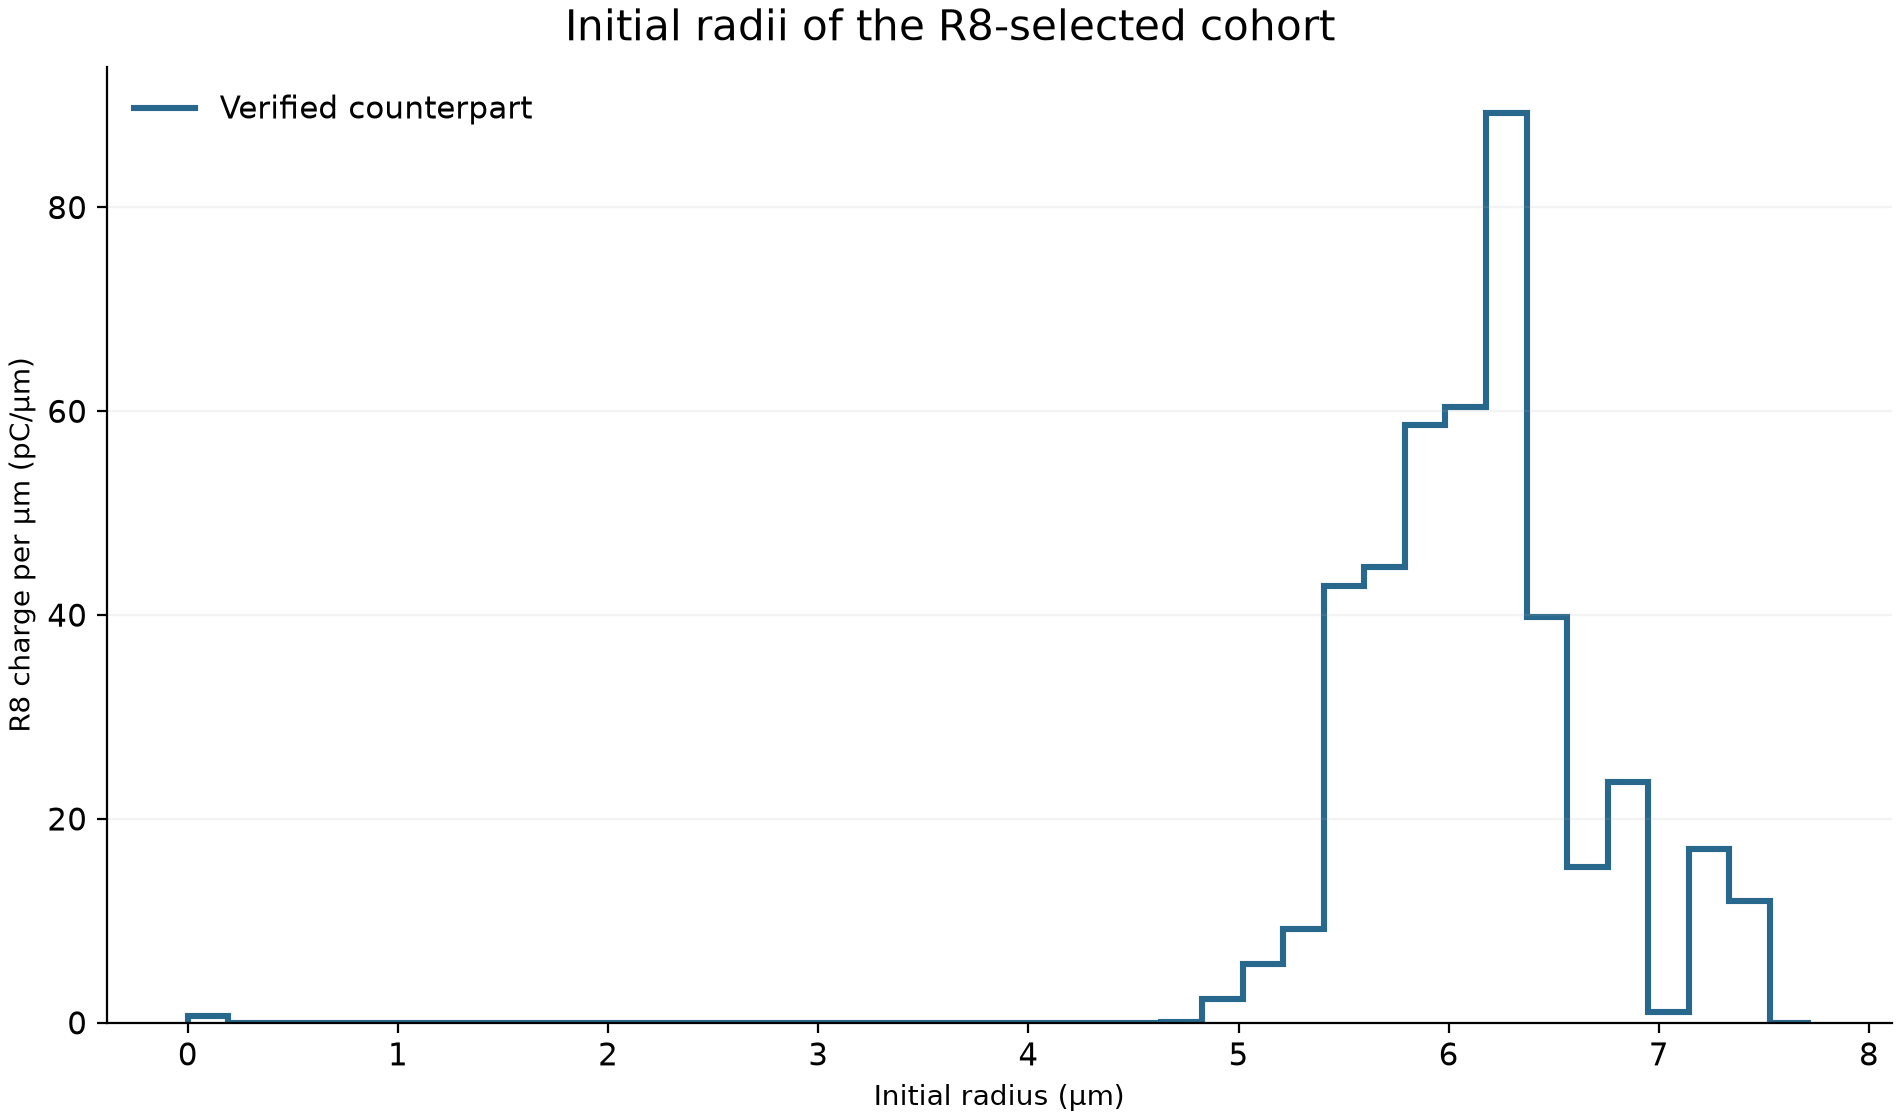 Initial radii of the R8-selected cohort
Verified counterpart
R8 charge per µm (pC/µm)
80
60
40
20
0
0 1 2 3 4 5 6 7 8
Initial radius (µm)